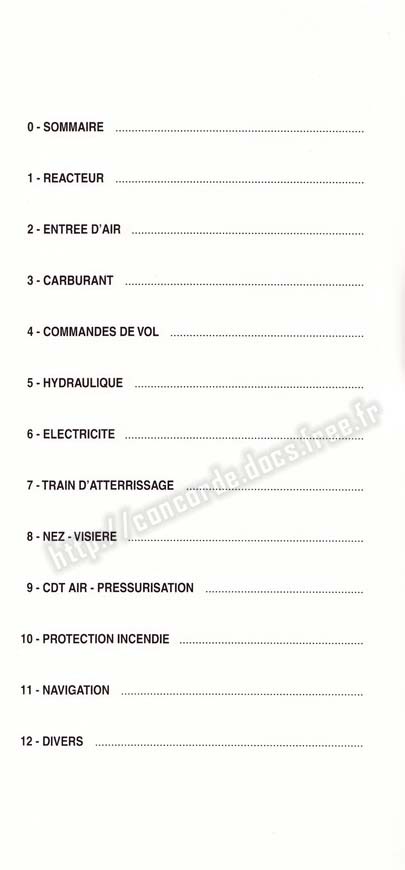 0 - SOMMAIRE ..........
1 - REACTEUR ..........
2 - ENTREE D'AIR ..........
3 - CARBURANT ..........
4 - COMMANDES DE VOL ..........
5 - HYDRAULIQUE ..........
6 - ELECTRICITE ..........
7 - TRAIN D'ATTERRISSAGE ..........
8 - NEZ - VISIERE ..........
9 - CDT AIR - PRESSURISATION ..........
10 - PROTECTION INCENDIE ..........
11 - NAVIGATION ..........
12 - DIVERS ..........
http://concorde.docs.free.fr